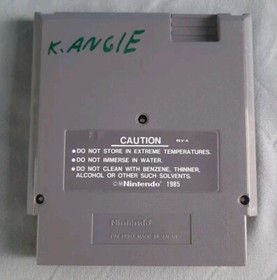 K. ANGIE
CAUTION
REV-A
•DO NOT STORE IN EXTREME TEMPERATURES.
•DO NOT IMMERSE IN WATER.
•DO NOT CLEAN WITH BENZENE, THINNER,
ALCOHOL OR OTHER SUCH SOLVENTS.
©®Nintendo® 1985
Nintendo®